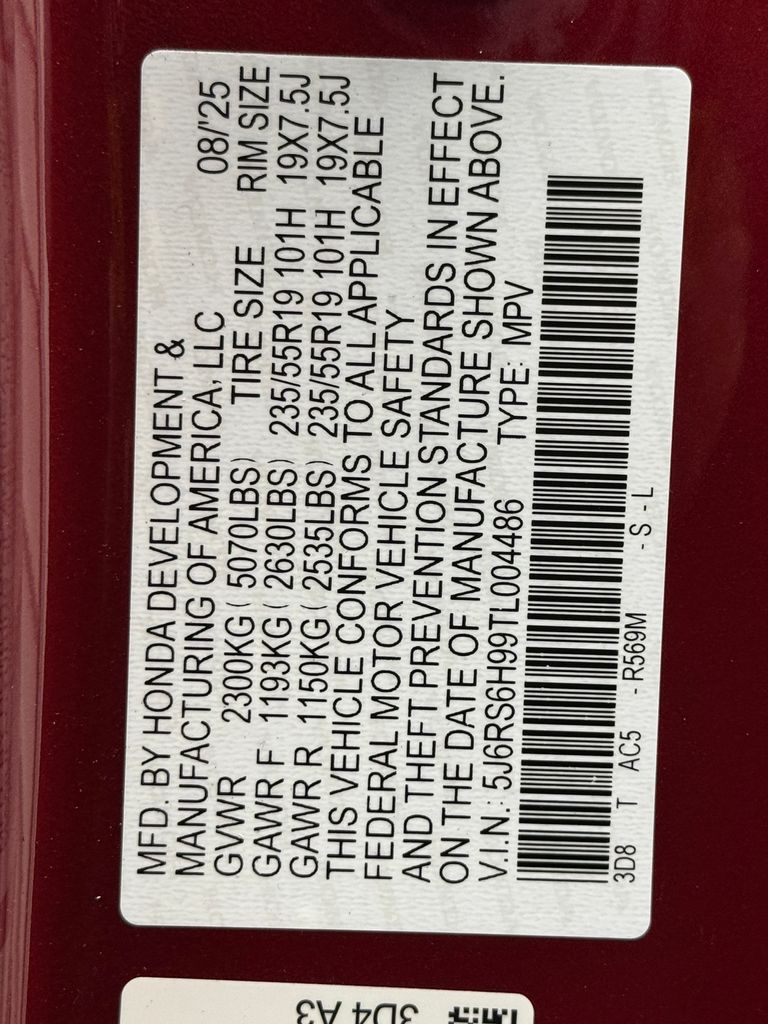 MFD. BY HONDA DEVELOPMENT &
MANUFACTURING OF AMERICA, LLC 08/'25
GVWR 2300KG ( 5070LBS) TIRE SIZE RIM SIZE
GAWR F 1193KG ( 2630LBS) 235/55R19 101H 19X7.5J
GAWR R 1150KG ( 2535LBS) 235/55R19 101H 19X7.5J
THIS VEHICLE CONFORMS TO ALL APPLICABLE
FEDERAL MOTOR VEHICLE SAFETY
AND THEFT PREVENTION STANDARDS IN EFFECT
ON THE DATE OF MANUFACTURE SHOWN ABOVE.
V.I.N.: 5J6RS6H99TL004486 TYPE: MPV
3D8 T AC5 - R569M - S - L
3D4 A3